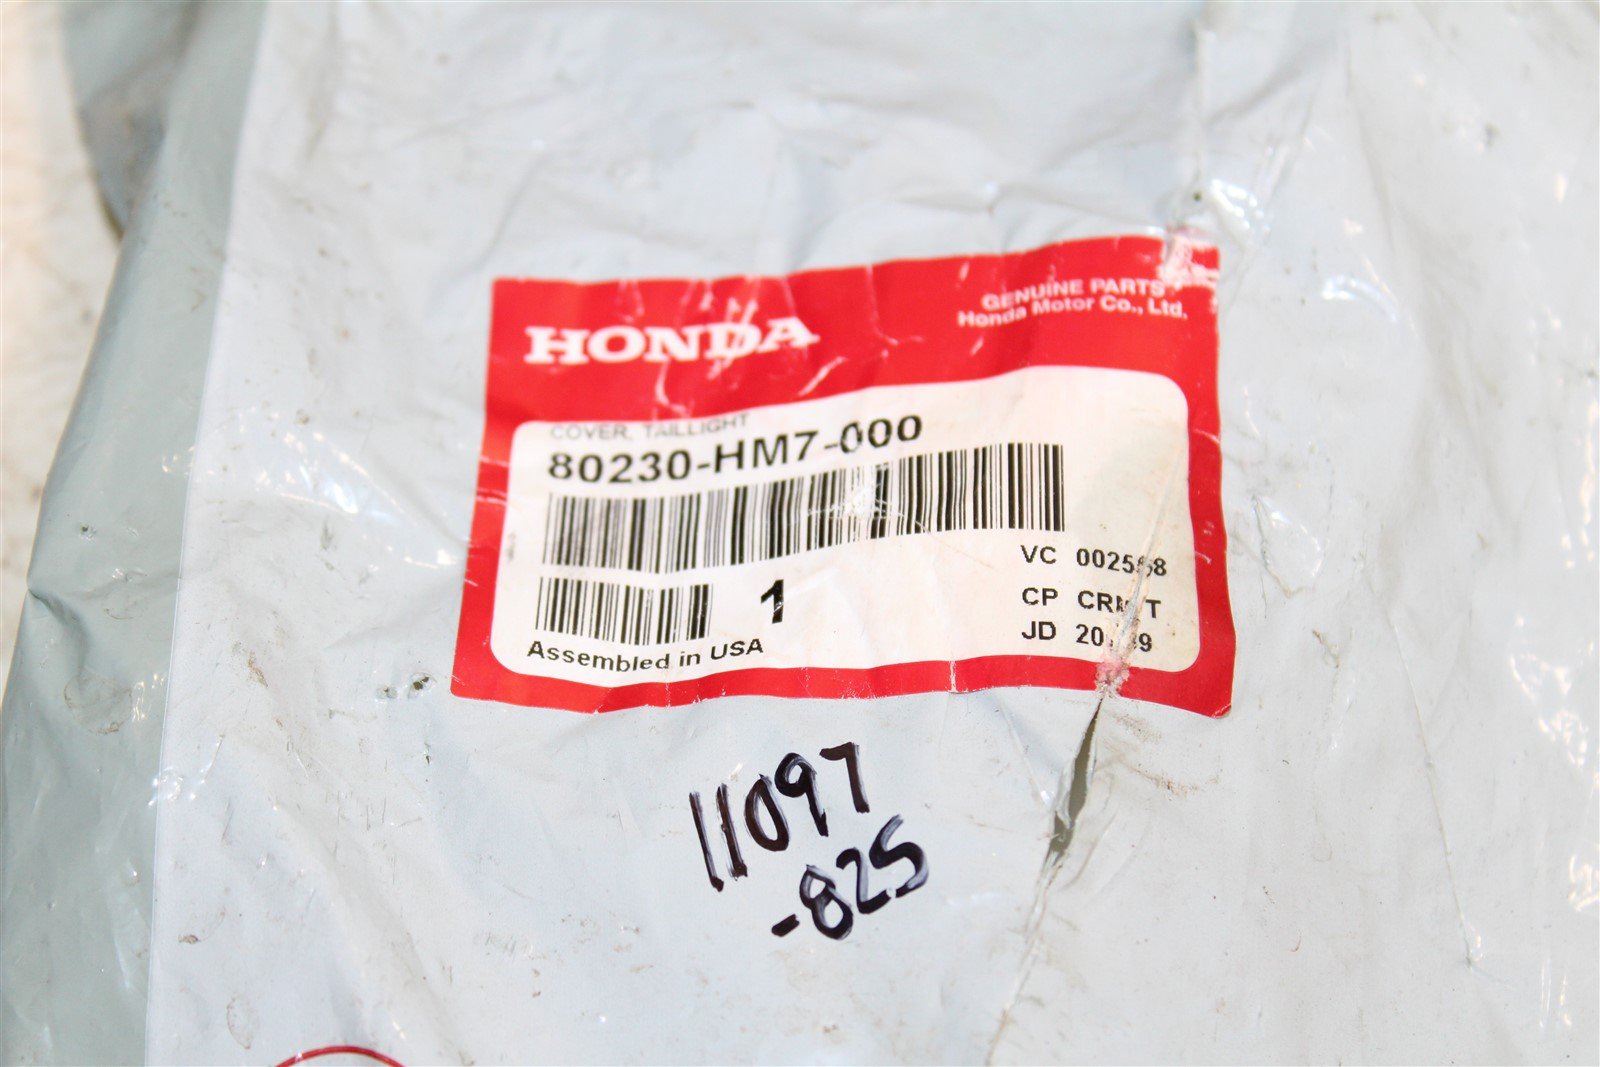 HONDA
GENUINE PARTS
Honda Motor Co., Ltd.
COVER, TAILLIGHT
80230-HM7-000
1
Assembled in USA
VC
CP
JD
11097
-825